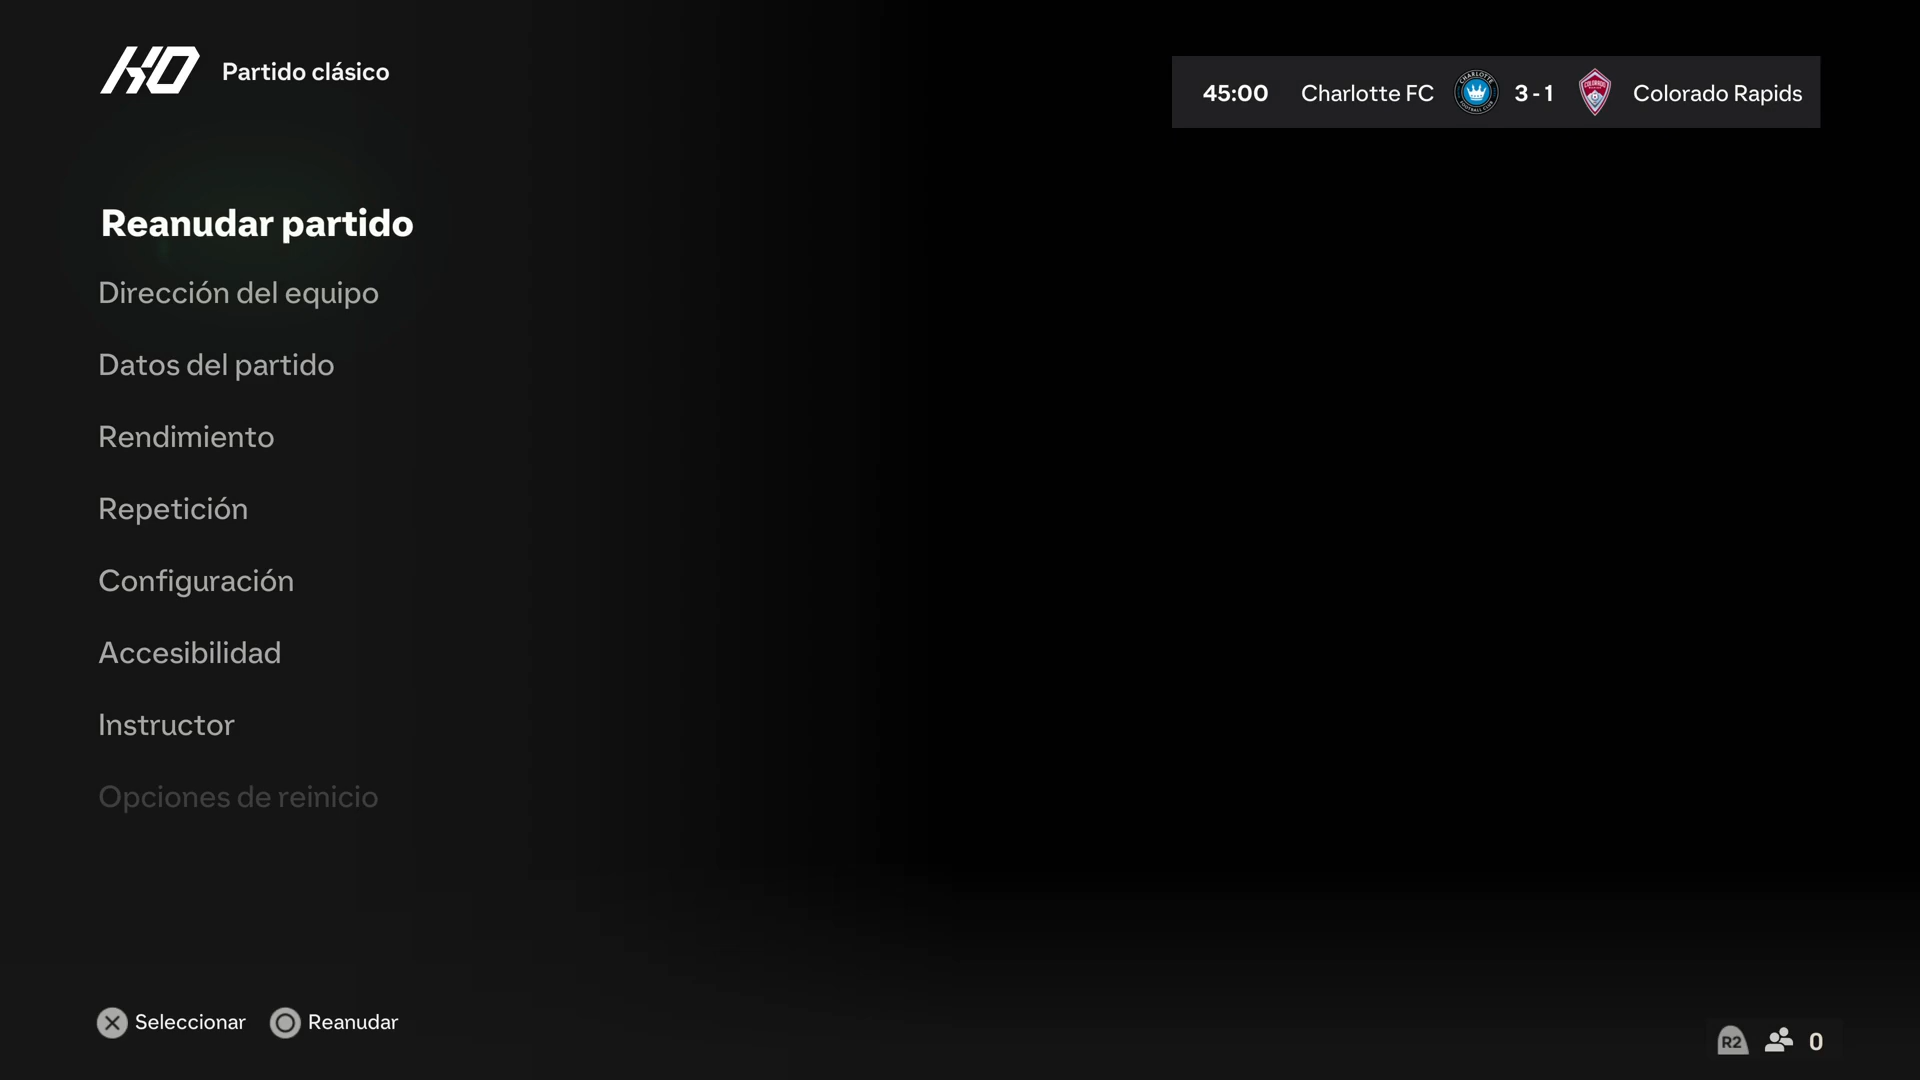 KO Partido clásico
45:00 Charlotte FC 3 - 1 Colorado Rapids
Reanudar partido
Dirección del equipo
Datos del partido
Rendimiento
Repetición
Configuración
Accesibilidad
Instructor
Opciones de reinicio
Seleccionar Reanudar
R2 0